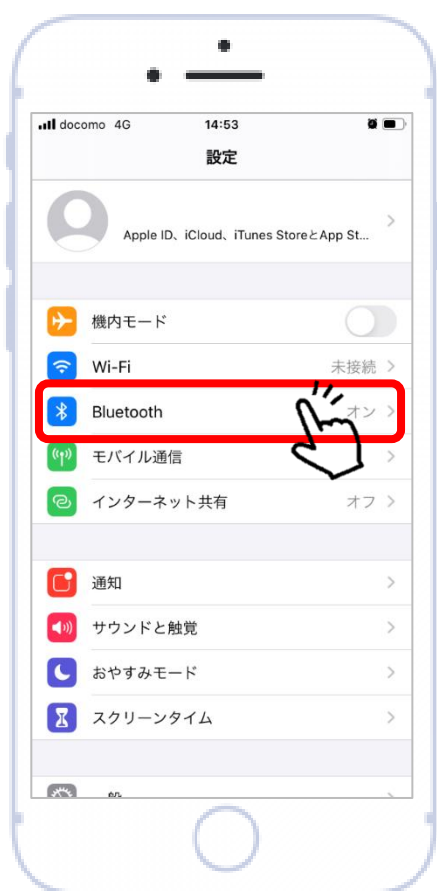 docomo 4G 14:53
設定
Apple ID、iCloud、iTunes StoreとApp St...
機内モード
Wi-Fi 未接続
Bluetooth オン
モバイル通信
インターネット共有 オフ
通知
サウンドと触覚
おやすみモード
スクリーンタイム